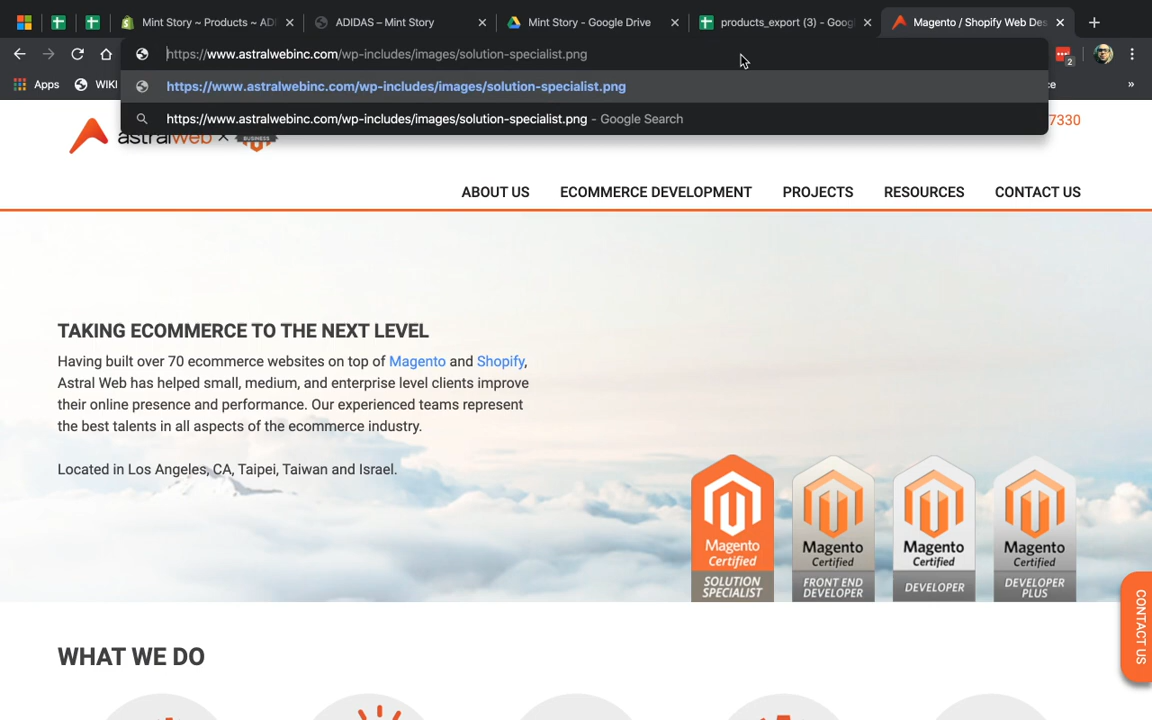 Mint Story ~ Products ~ ADI
ADIDAS – Mint Story
Mint Story - Google Drive
products_export (3) - Goog
Magento / Shopify Web Des
https://www.astralwebinc.com/wp-includes/images/solution-specialist.png
2
Apps
WIKI
https://www.astralwebinc.com/wp-includes/images/solution-specialist.png
ce
»
https://www.astralwebinc.com/wp-includes/images/solution-specialist.png - Google Search
7330
astralweb ×
BUSINESS
ABOUT US
ECOMMERCE DEVELOPMENT
PROJECTS
RESOURCES
CONTACT US
TAKING ECOMMERCE TO THE NEXT LEVEL
Having built over 70 ecommerce websites on top of Magento and Shopify,
Astral Web has helped small, medium, and enterprise level clients improve
their online presence and performance. Our experienced teams represent
the best talents in all aspects of the ecommerce industry.
Located in Los Angeles, CA, Taipei, Taiwan and Israel.
Magento
Certified
SOLUTION
SPECIALIST
Magento
Certified
FRONT END
DEVELOPER
Magento
Certified
DEVELOPER
Magento
Certified
DEVELOPER
PLUS
CONTACT US
WHAT WE DO